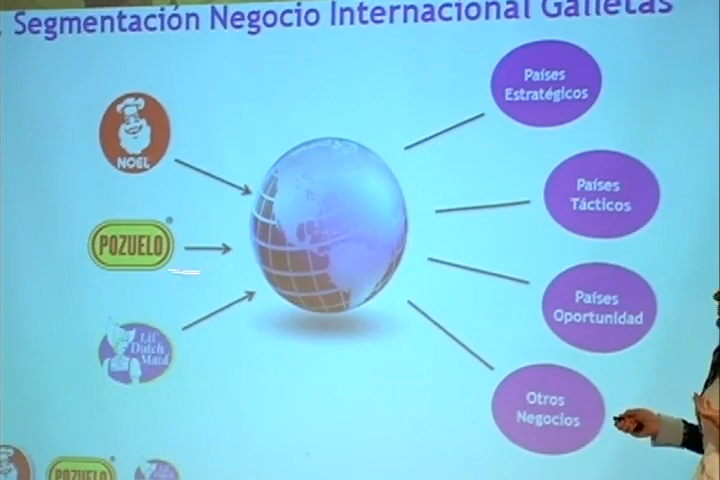 Segmentación Negocio Internacional Galletas
Países
Estratégicos
NOEL
Países
Tácticos
POZUELO
®
Países
Oportunidad
Lil'
Dutch
Maid
Otros
Negocios
POZUELO